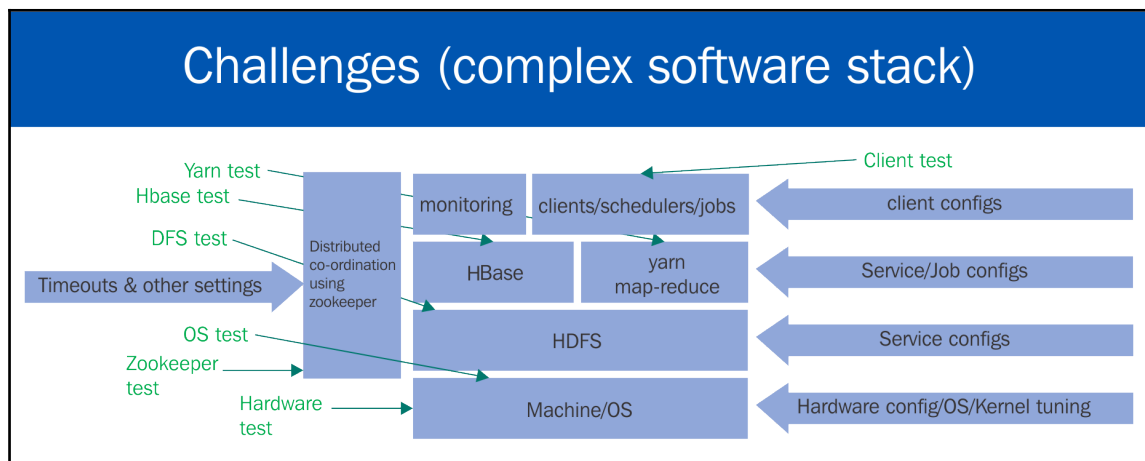 Challenges (complex software stack)
Yarn test
Client test
Hbase test
monitoring
clients/schedulers/jobs
client configs
DFS test
Distributed
co-ordination
using
zookeeper
HBase
yarn
map-reduce
Service/Job configs
Timeouts & other settings
OS test
HDFS
Service configs
Zookeeper
test
Hardware
test
Machine/OS
Hardware config/OS/Kernel tuning